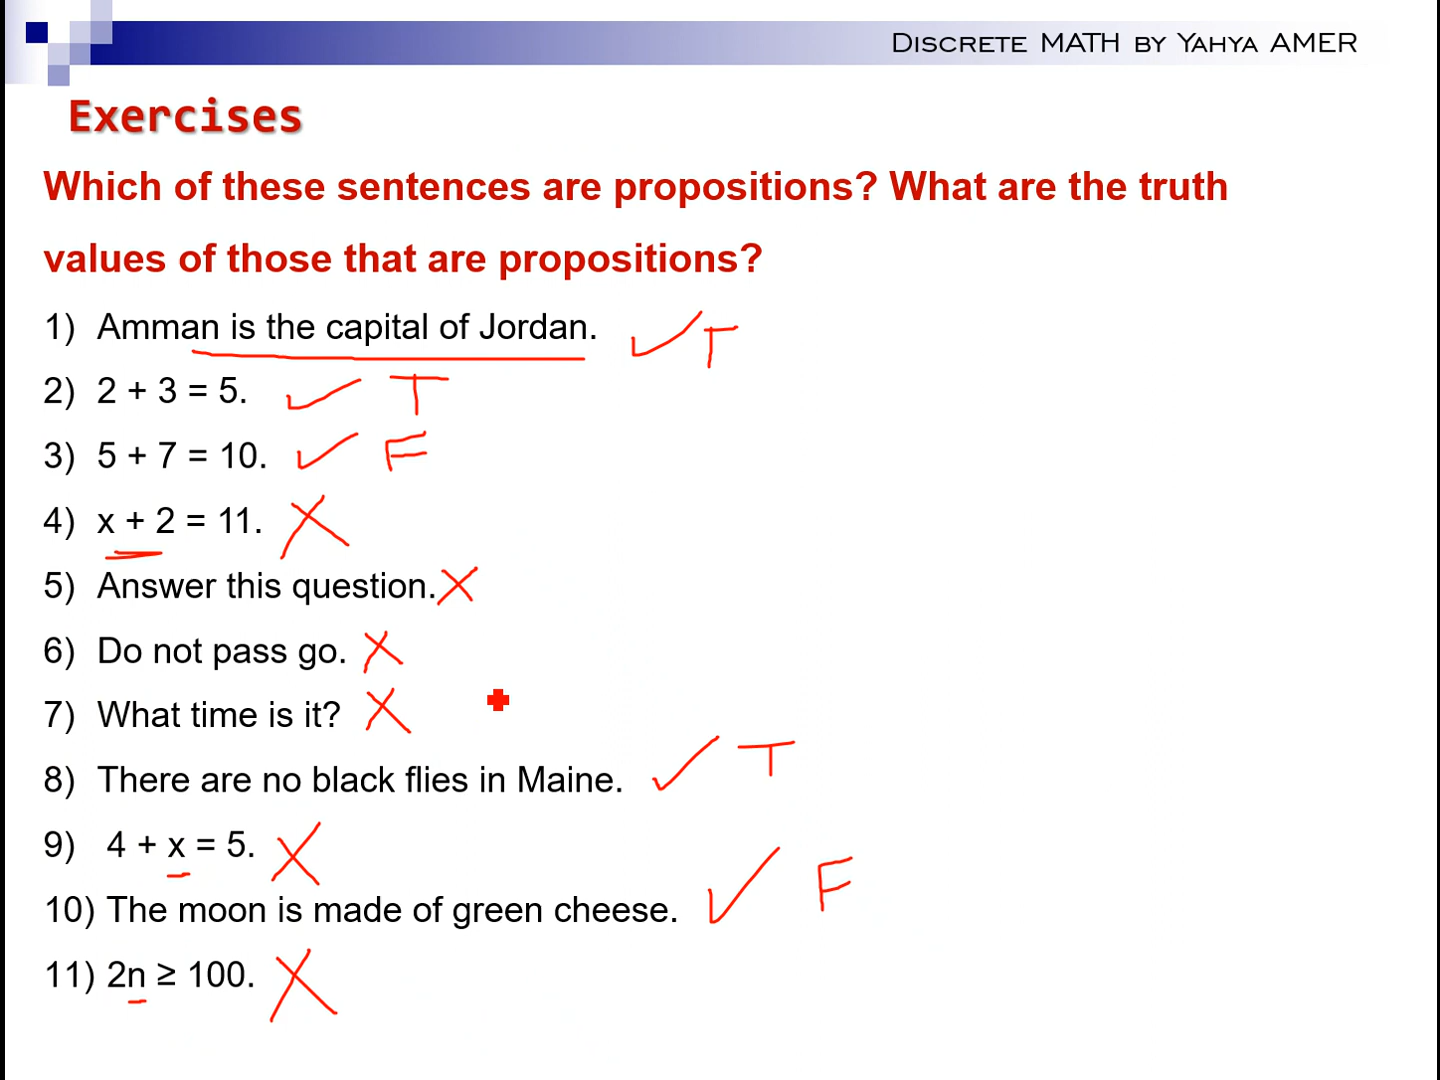 DISCRETE MATH BY YAHYA AMER
Exercises
Which of these sentences are propositions? What are the truth
values of those that are propositions?
1) Amman is the capital of Jordan. ✓ T
2) 2 + 3 = 5. ✓ T
3) 5 + 7 = 10. ✓ F
4) x + 2 = 11. X
5) Answer this question. X
6) Do not pass go. X
7) What time is it? X
8) There are no black flies in Maine. ✓ T
9) 4 + x = 5. X
10) The moon is made of green cheese. ✓ F
11) 2n ≥ 100. X